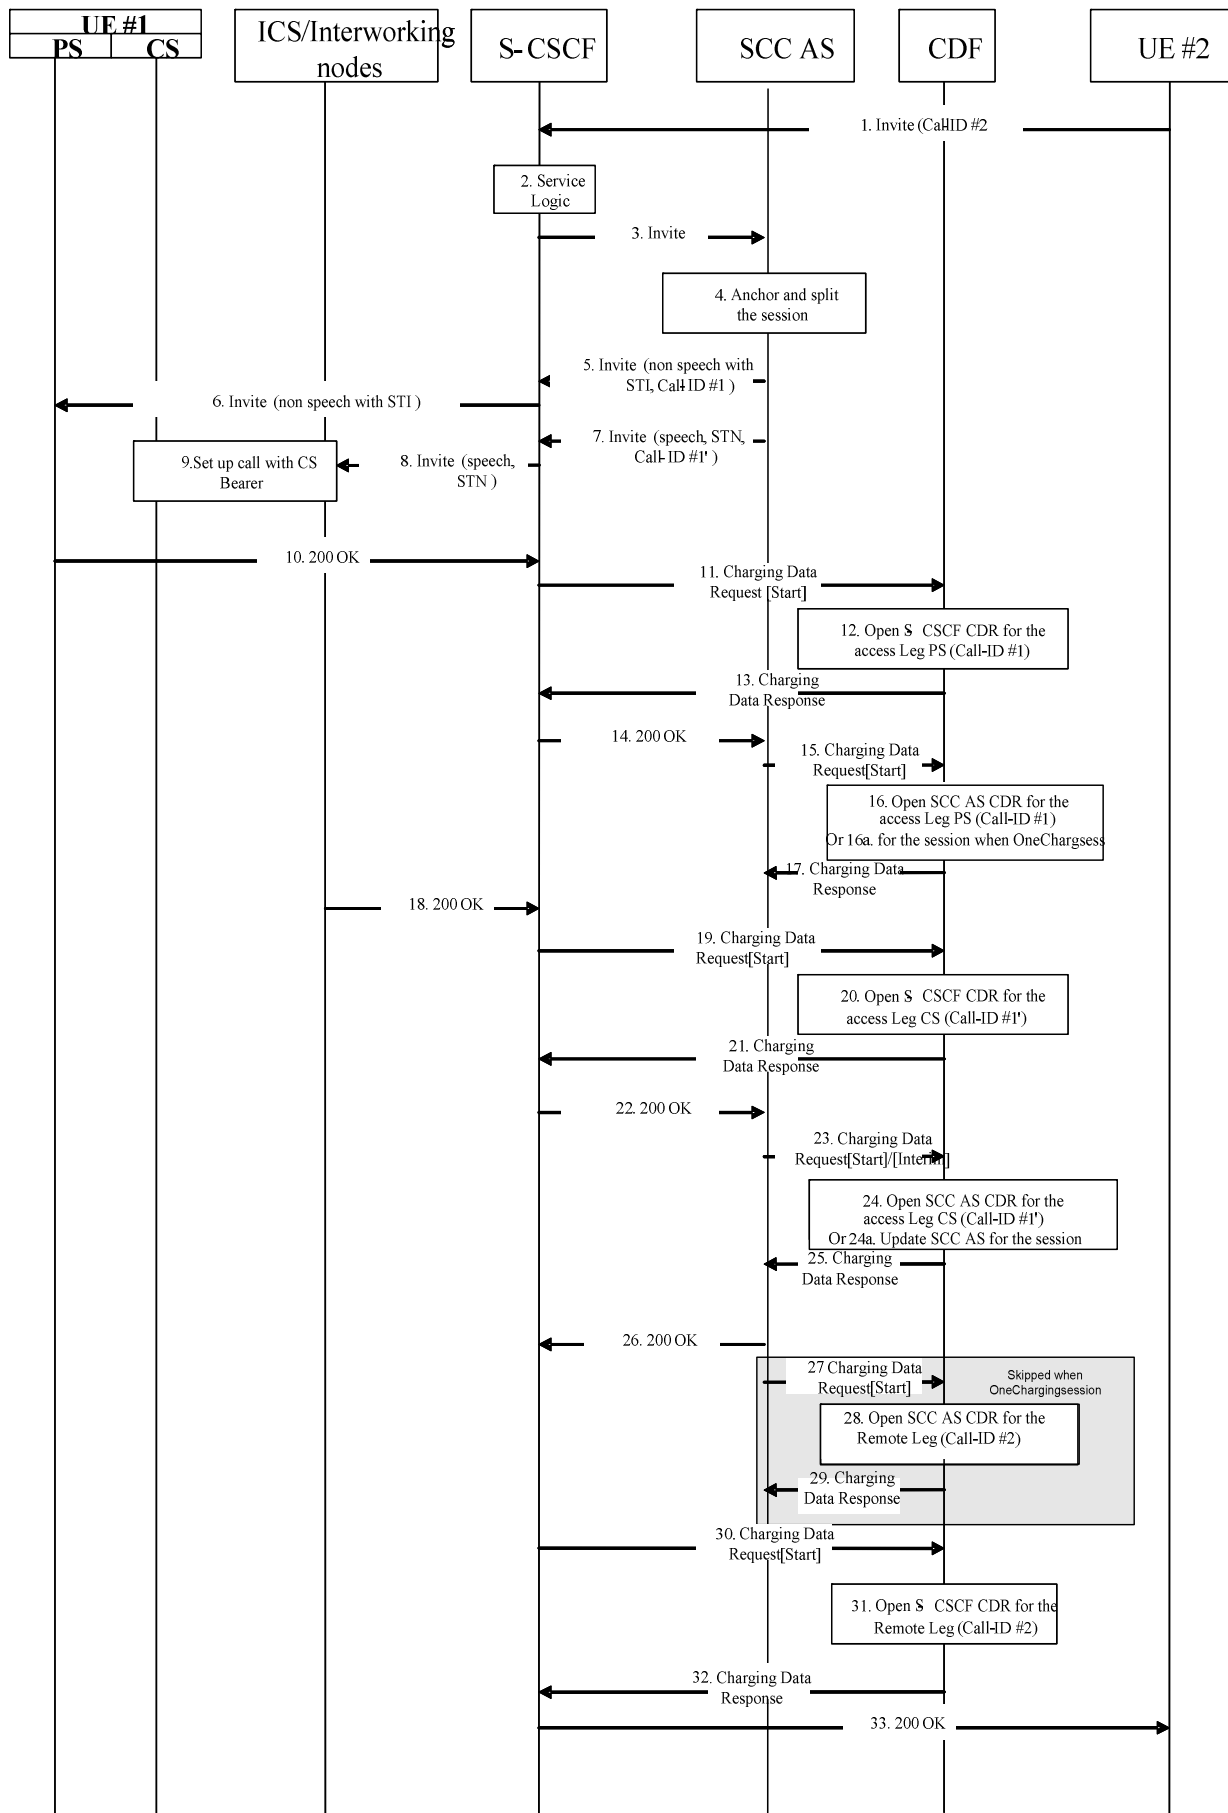 UE #1
PS
CS
ICS/Interworking
nodes
S-CSCF
SCC AS
CDF
UE #2
1. Invite (Call-ID #2
2. Service
Logic
3. Invite
4. Anchor and split
the session
5. Invite (non speech with
STI, Call-ID #1 )
6. Invite (non speech with STI )
7. Invite (speech, STN,
Call-ID #1' )
8. Invite (speech,
STN )
9.Set up call with CS
Bearer
10. 200 OK
11. Charging Data
Request [Start]
12. Open S CSCF CDR for the
access Leg PS (Call-ID #1)
13. Charging
Data Response
14. 200 OK
15. Charging Data
Request[Start]
16. Open SCC AS CDR for the
access Leg PS (Call-ID #1)
Or 16a. for the session when OneChargsess
17. Charging Data
Response
18. 200 OK
19. Charging Data
Request[Start]
20. Open S CSCF CDR for the
access Leg CS (Call-ID #1')
21. Charging
Data Response
22. 200 OK
23. Charging Data
Request[Start]/[Interim]
24. Open SCC AS CDR for the
access Leg CS (Call-ID #1')
Or 24a. Update SCC AS for the session
25. Charging
Data Response
26. 200 OK
27 Charging Data
Request[Start]
Skipped when
OneChargingsession
28. Open SCC AS CDR for the
Remote Leg (Call-ID #2)
29. Charging
Data Response
30. Charging Data
Request[Start]
31. Open S CSCF CDR for the
Remote Leg (Call-ID #2)
32. Charging Data
Response
33. 200 OK